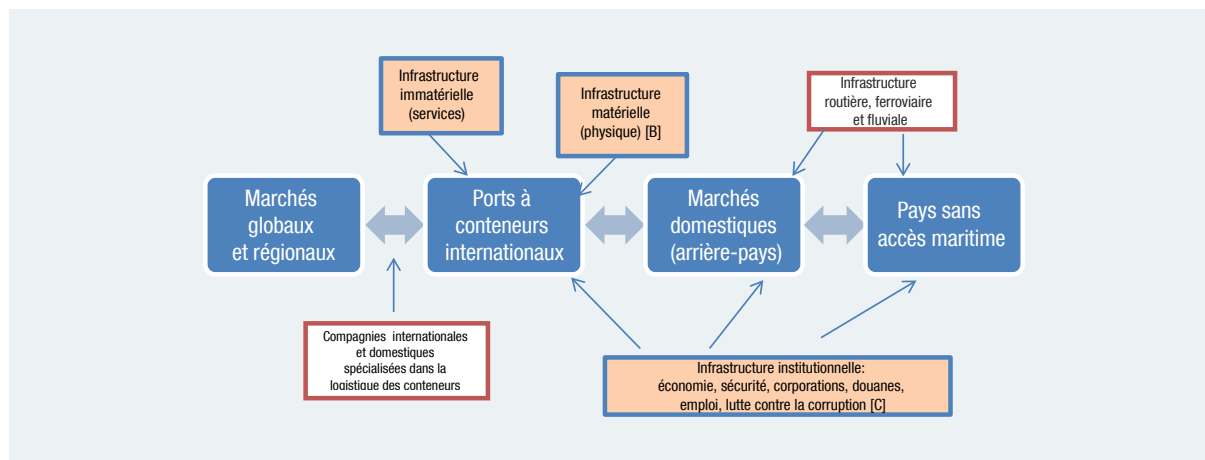 Infrastructure
immatérielle
(services)
Infrastructure
matérielle
(physique) [B]
Infrastructure
routière, ferroviaire
et fluviale
Marchés
globaux
et régionaux
Ports à
conteneurs
internationaux
Marchés
domestiques
(arrière-pays)
Pays sans
accès maritime
Compagnies internationales
et domestiques
spécialisées dans la
logistique des conteneurs
Infrastructure institutionnelle:
économie, sécurité, corporations, douanes,
emploi, lutte contre la corruption [C]